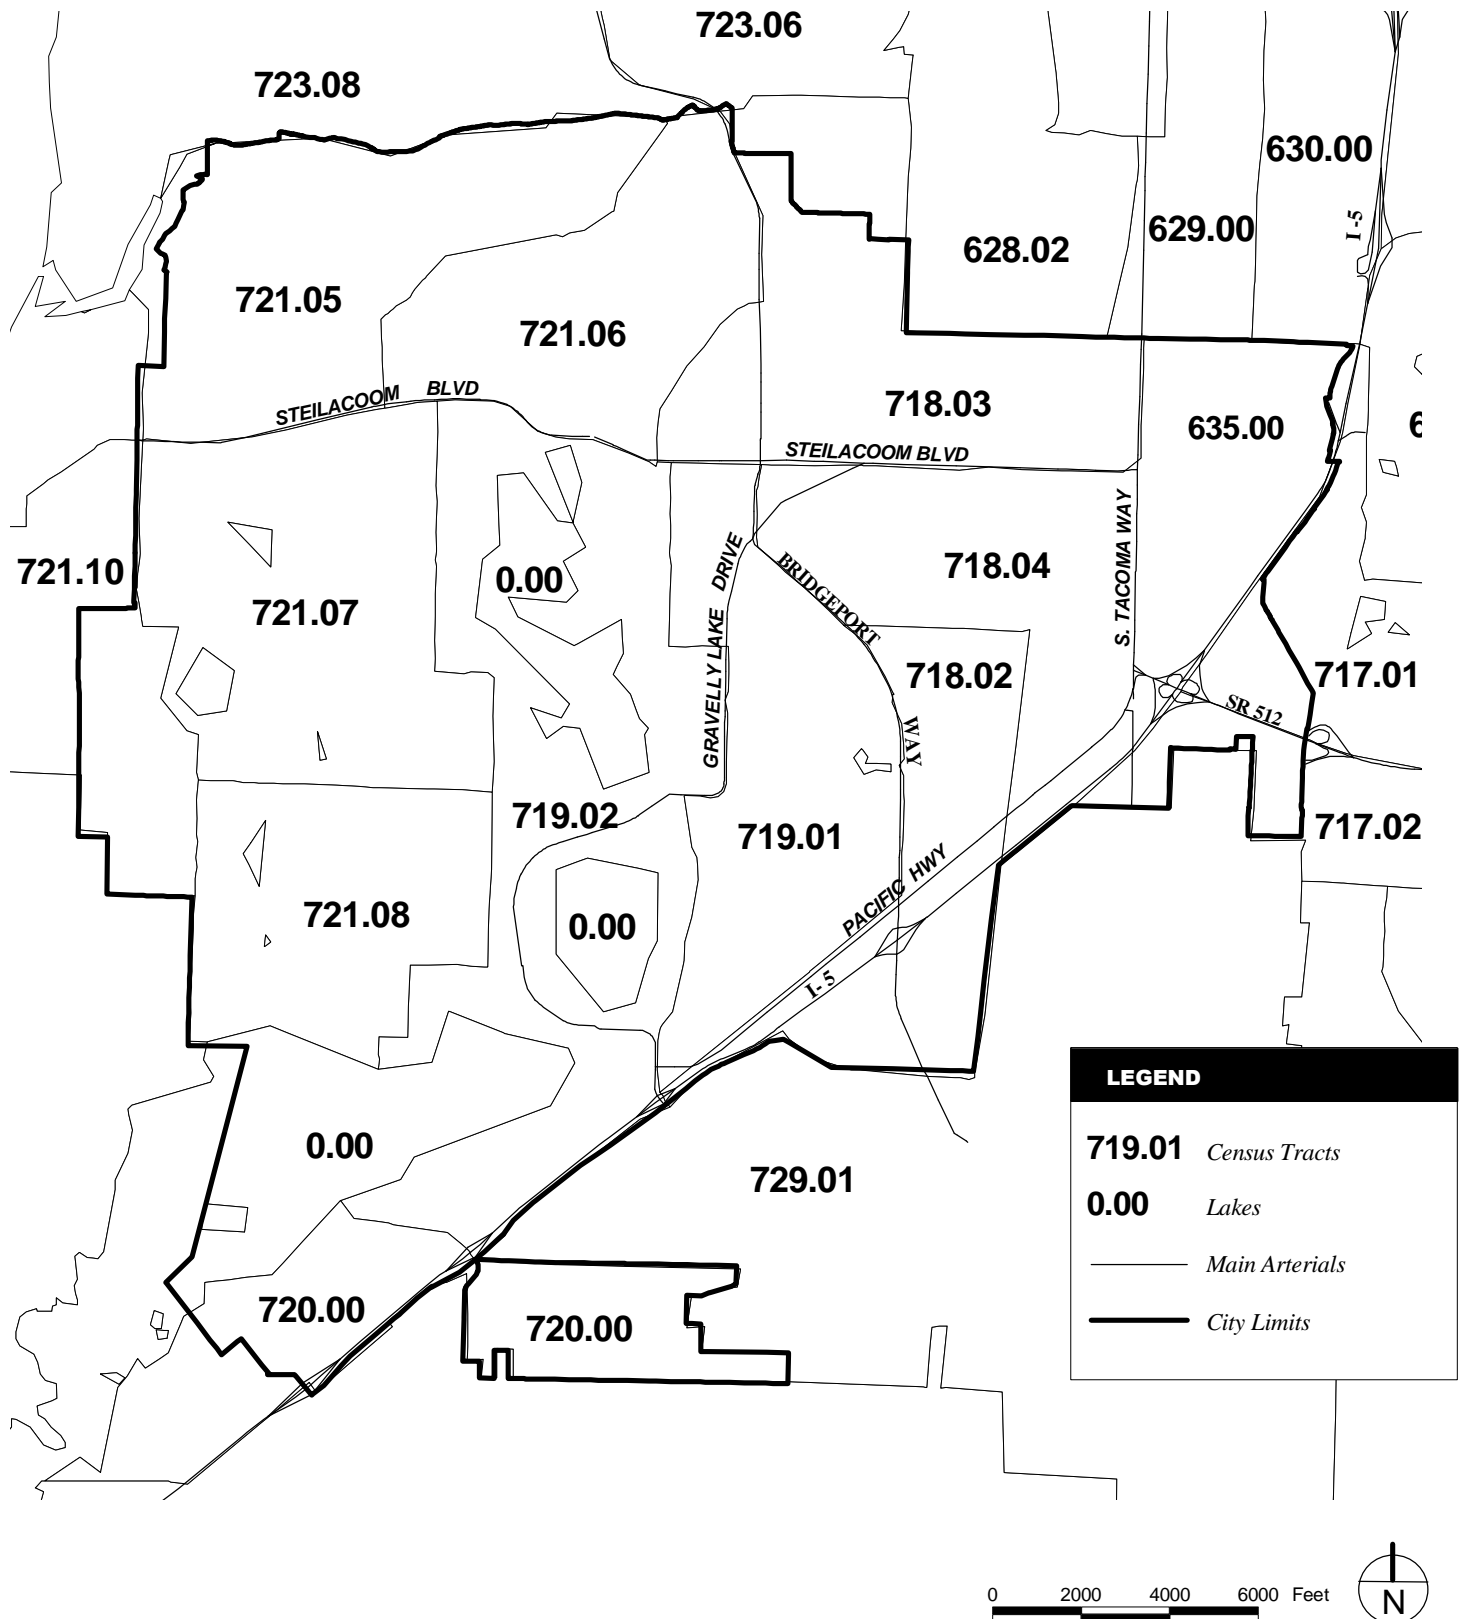 723.06
723.08
630.00
629.00
I -5
628.02
721.05
721.06
718.03
635.00
6
STEILACOOM BLVD
STEILACOOM BLVD
721.10
721.07
0.00
GRAVELLY LAKE DRIVE
BRIDGEPORT
WAY
718.04
S. TACOMA WAY
718.02
717.01
SR 512
719.02
719.01
717.02
721.08
0.00
PACIFIC HWY
I- 5
0.00
729.01
720.00
720.00
LEGEND
719.01 Census Tracts
0.00 Lakes
Main Arterials
City Limits
0 2000 4000 6000 Feet
N